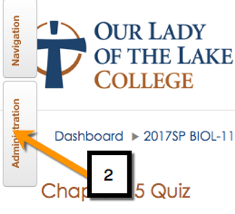 Navigation
OUR LADY
OF THE LAKE
COLLEGE
Administration
Dashboard ▶ 2017SP BIOL-11
2
Chap 5 Quiz